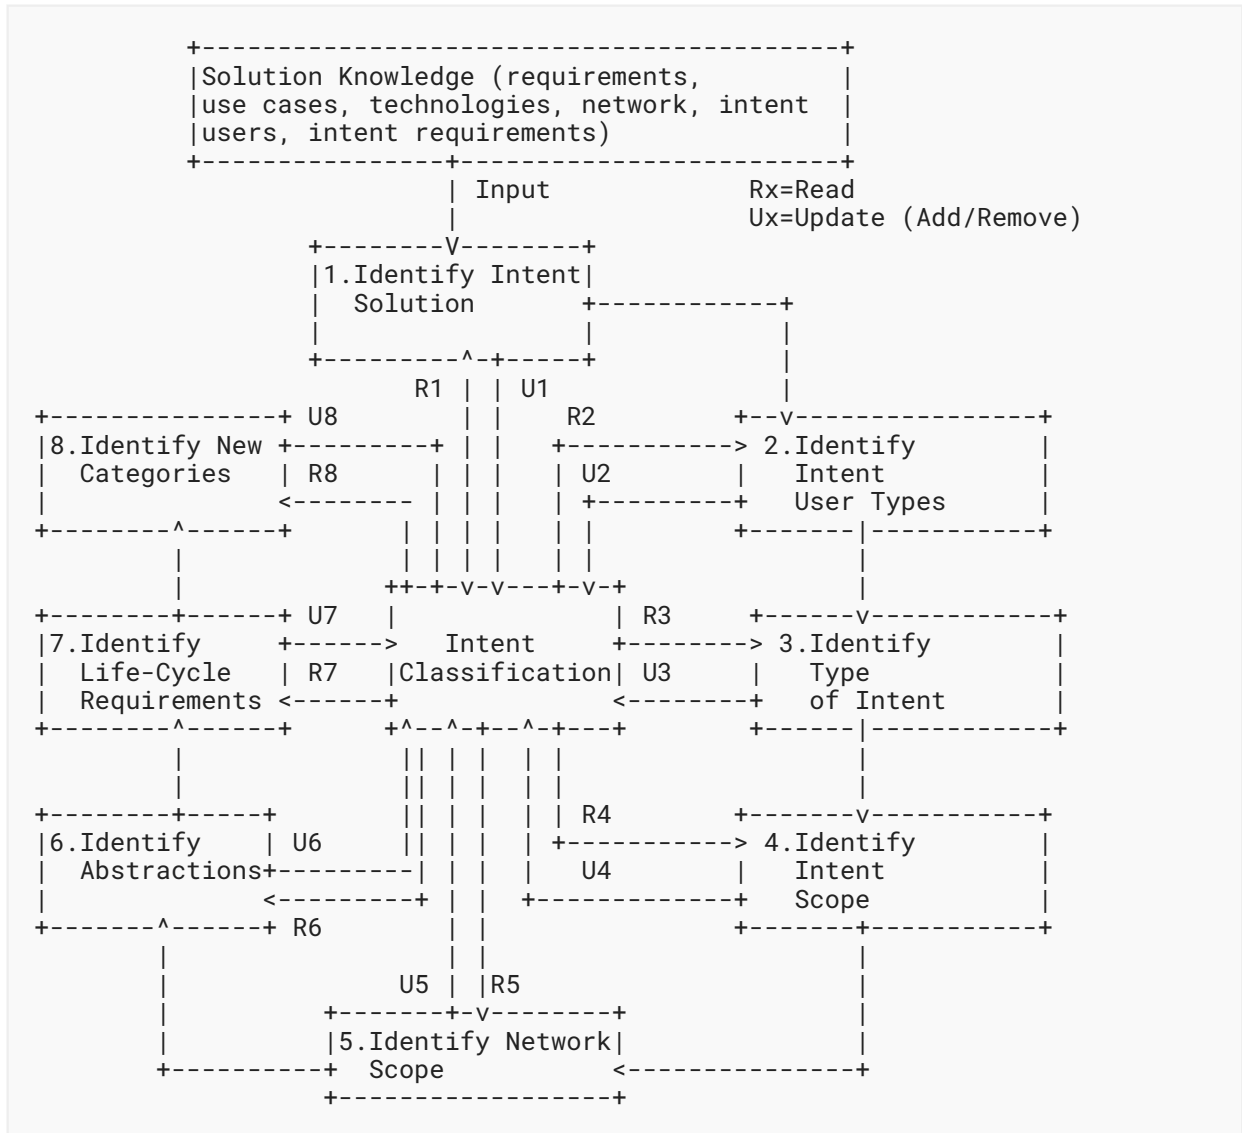 Solution Knowledge (requirements,
use cases, technologies, network, intent
users, intent requirements)
Input Rx=Read
Ux=Update (Add/Remove)
1.Identify Intent
Solution
R1 U1
U8 R2
8.Identify New 2.Identify
Categories R8 U2 Intent
User Types
U7 R3
7.Identify Intent 3.Identify
Life-Cycle R7 Classification U3 Type
Requirements of Intent
R4
6.Identify U6 4.Identify
Abstractions U4 Intent
Scope
R6
U5 R5
5.Identify Network
Scope